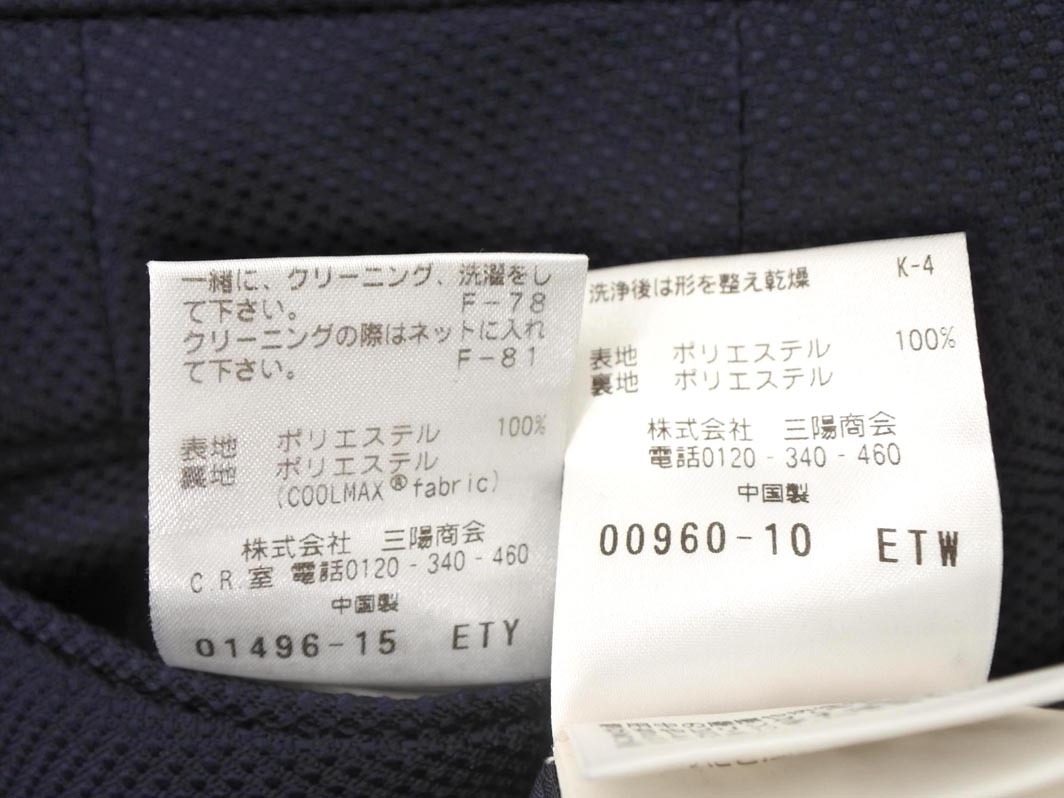 一緒に、クリーニング、洗濯をし
て下さい。 F-78
クリーニングの際はネットに入れ
て下さい。 F-81
表地 ポリエステル 100%
裏地 ポリエステル
(COOLMAX®fabric)
株式会社 三陽商会
C.R.室 電話0120-340-460
中国製
01496-15 ETY
K-4
洗浄後は形を整え乾燥
表地 ポリエステル 100%
裏地 ポリエステル
株式会社 三陽商会
電話0120-340-460
中国製
00960-10 ETW